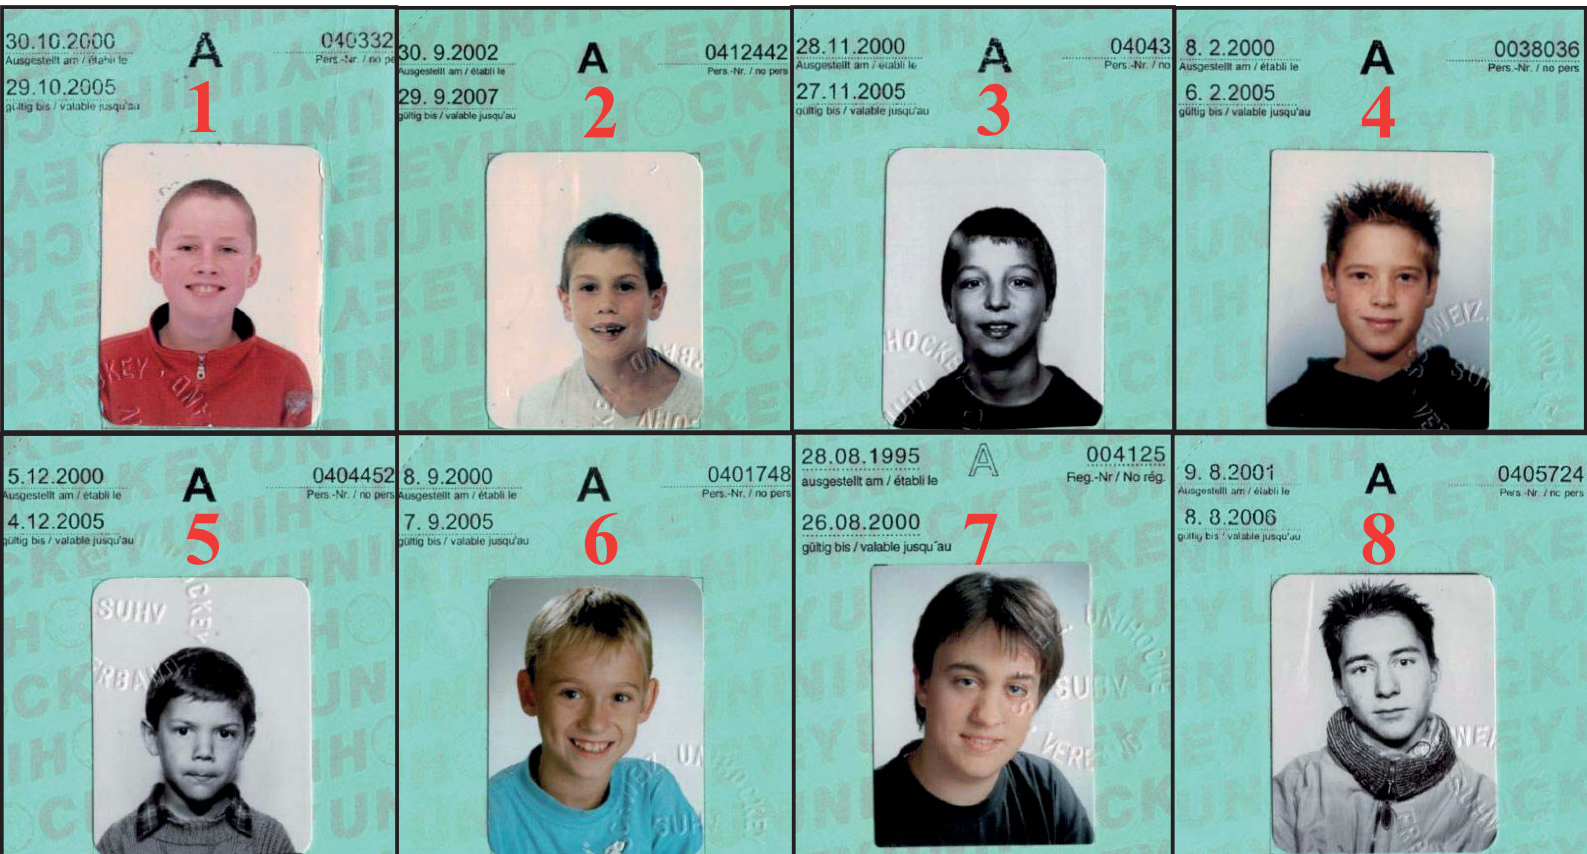 30.10.2000
Ausgestellt am / établi le
A
040332
Pers.-Nr. / no pe
29.10.2005
gültig bis / valable jusqu'au
1
30. 9.2002
Ausgestellt am / établi le
A
0412442
Pers.-Nr. / no pers
29. 9.2007
gültig bis / valable jusqu'au
2
28.11.2000
Ausgestellt am / établi le
A
04043
Pers.-Nr. / no
27.11.2005
gültig bis / valable jusqu'au
3
8. 2.2000
Ausgestellt am / établi le
A
0038036
Pers.-Nr. / no pers
6. 2.2005
gültig bis / valable jusqu'au
4
5.12.2000
Ausgestellt am / établi le
A
0404452
Pers.-Nr. / no pers
4.12.2005
gültig bis / valable jusqu'au
5
SUHV
8. 9.2000
Ausgestellt am / établi le
A
0401748
Pers.-Nr. / no pers
7. 9.2005
gültig bis / valable jusqu'au
6
28.08.1995
ausgestellt am / établi le
A
004125
Reg.-Nr / No rég.
26.08.2000
gültig bis / valable jusqu´au
7
UNIHOCKE
SUHV
9. 8.2001
Ausgestellt am / établi le
A
0405724
Pers.-Nr. / no pers
8. 8.2006
gültig bis / valable jusqu'au
8